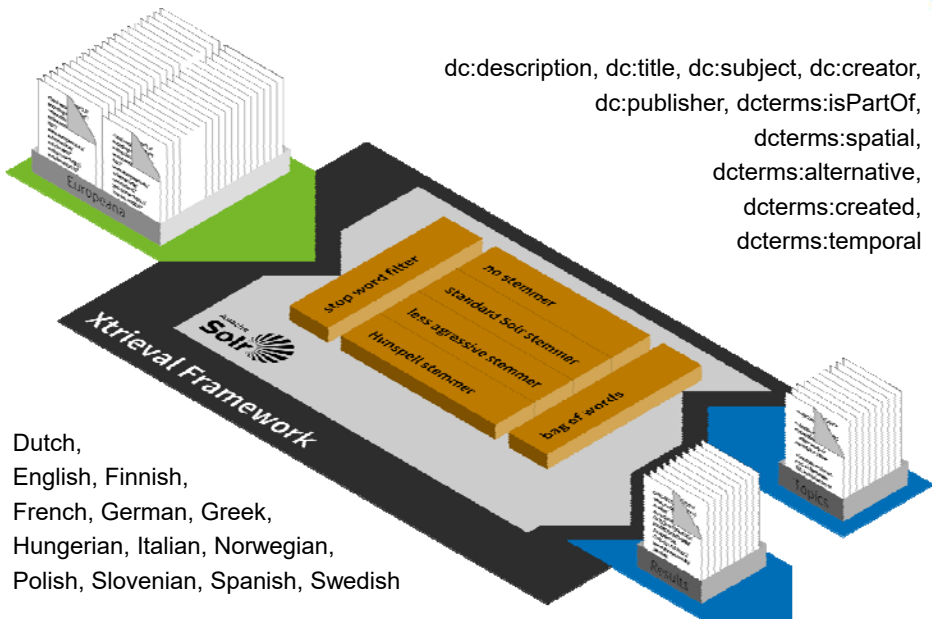 dc:description, dc:title, dc:subject, dc:creator,
dc:publisher, dcterms:isPartOf,
dcterms:spatial,
dcterms:alternative,
dcterms:created,
dcterms:temporal
Europeana
stop word filter
no stemmer
standard Solr stemmer
less agressive stemmer
Hunspell stemmer
bag of words
Apache
Solr
Xtrieval Framework
Topics
Results
Dutch,
English, Finnish,
French, German, Greek,
Hungerian, Italian, Norwegian,
Polish, Slovenian, Spanish, Swedish